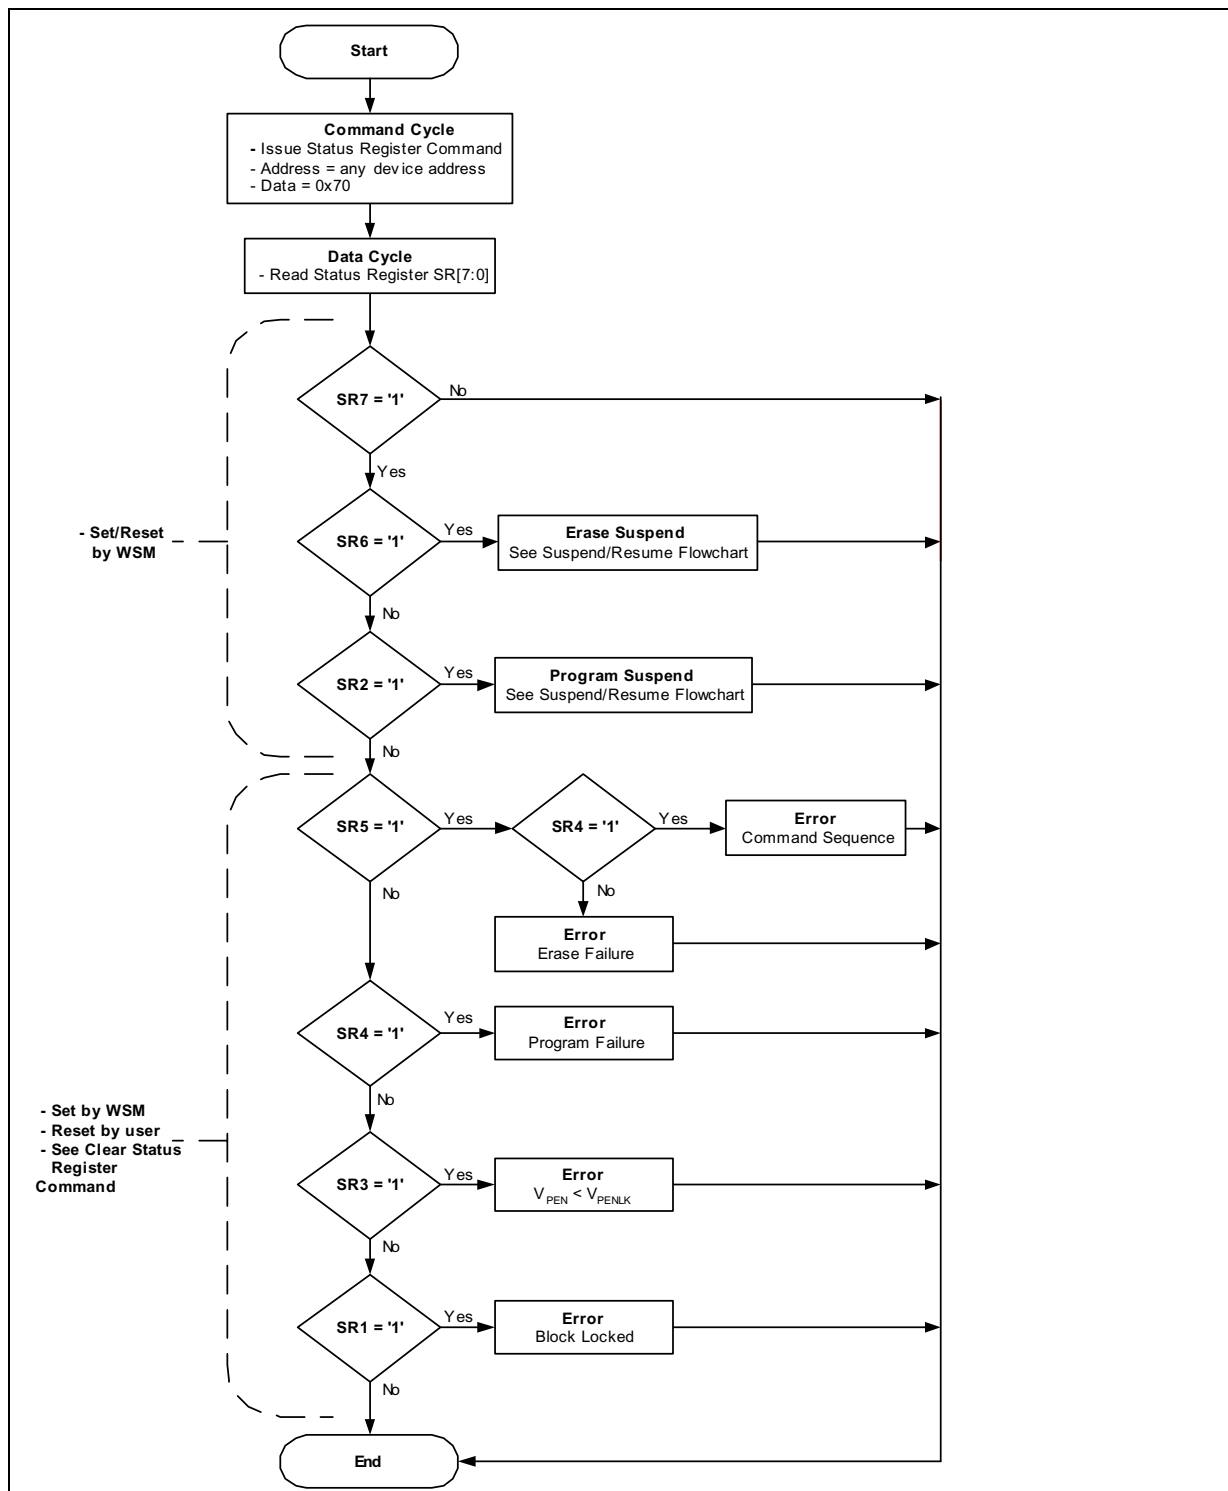 Start
Command Cycle
- Issue Status Register Command
- Address = any device address
- Data = 0x70
Data Cycle
- Read Status Register SR[7:0]
SR7 = '1'
No
Yes
- Set/Reset
by WSM
SR6 = '1'
Yes
Erase Suspend
See Suspend/Resume Flowchart
No
SR2 = '1'
Yes
Program Suspend
See Suspend/Resume Flowchart
No
SR5 = '1'
Yes
SR4 = '1'
Yes
Error
Command Sequence
No
No
Error
Erase Failure
SR4 = '1'
Yes
Error
Program Failure
No
- Set by WSM
- Reset by user
- See Clear Status
Register
Command
SR3 = '1'
Yes
Error
VPEN < VPENLK
No
SR1 = '1'
Yes
Error
Block Locked
No
End